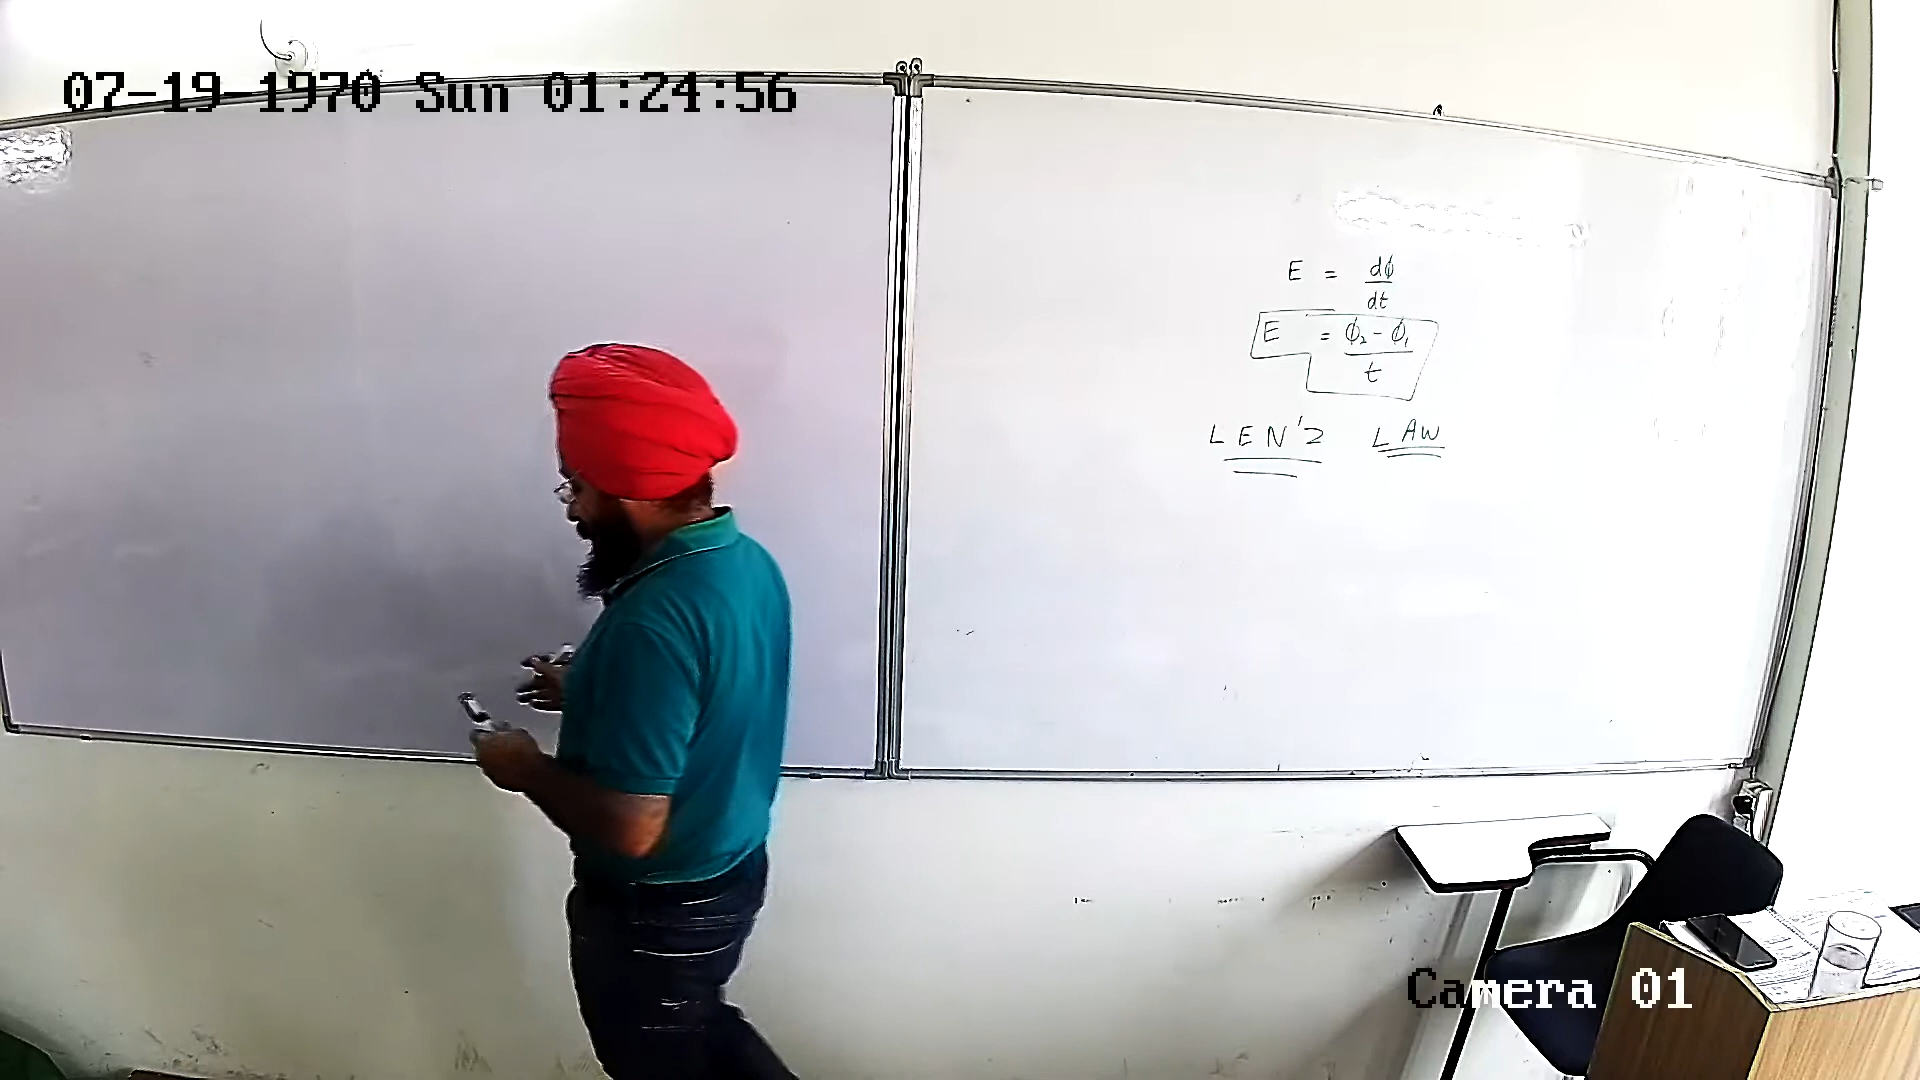 07-19-1970 Sun 01:24:56
E = dϕ/dt
E = ϕ₂ - ϕ₁/t
LEN'Z LAW
Camera 01